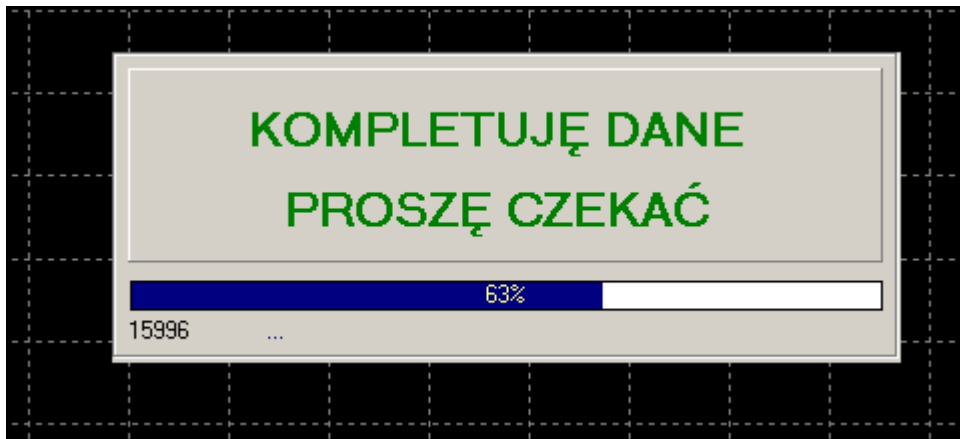 KOMPLETUJĘ DANE
PROSZĘ CZEKAĆ
63%
15996 ...